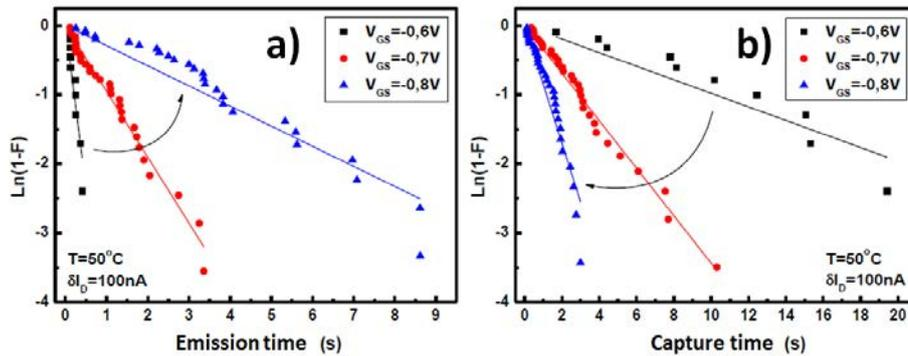 a)
V_GS=-0,6V
V_GS=-0,7V
V_GS=-0,8V
Ln(1-F)
0
-1
-2
-3
-4
T=50°C
δI_D=100nA
0 1 2 3 4 5 6 7 8 9
Emission time (s)
b)
V_GS=-0,6V
V_GS=-0,7V
V_GS=-0,8V
Ln(1-F)
0
-1
-2
-3
-4
T=50°C
δI_D=100nA
0 2 4 6 8 10 12 14 16 18 20
Capture time (s)